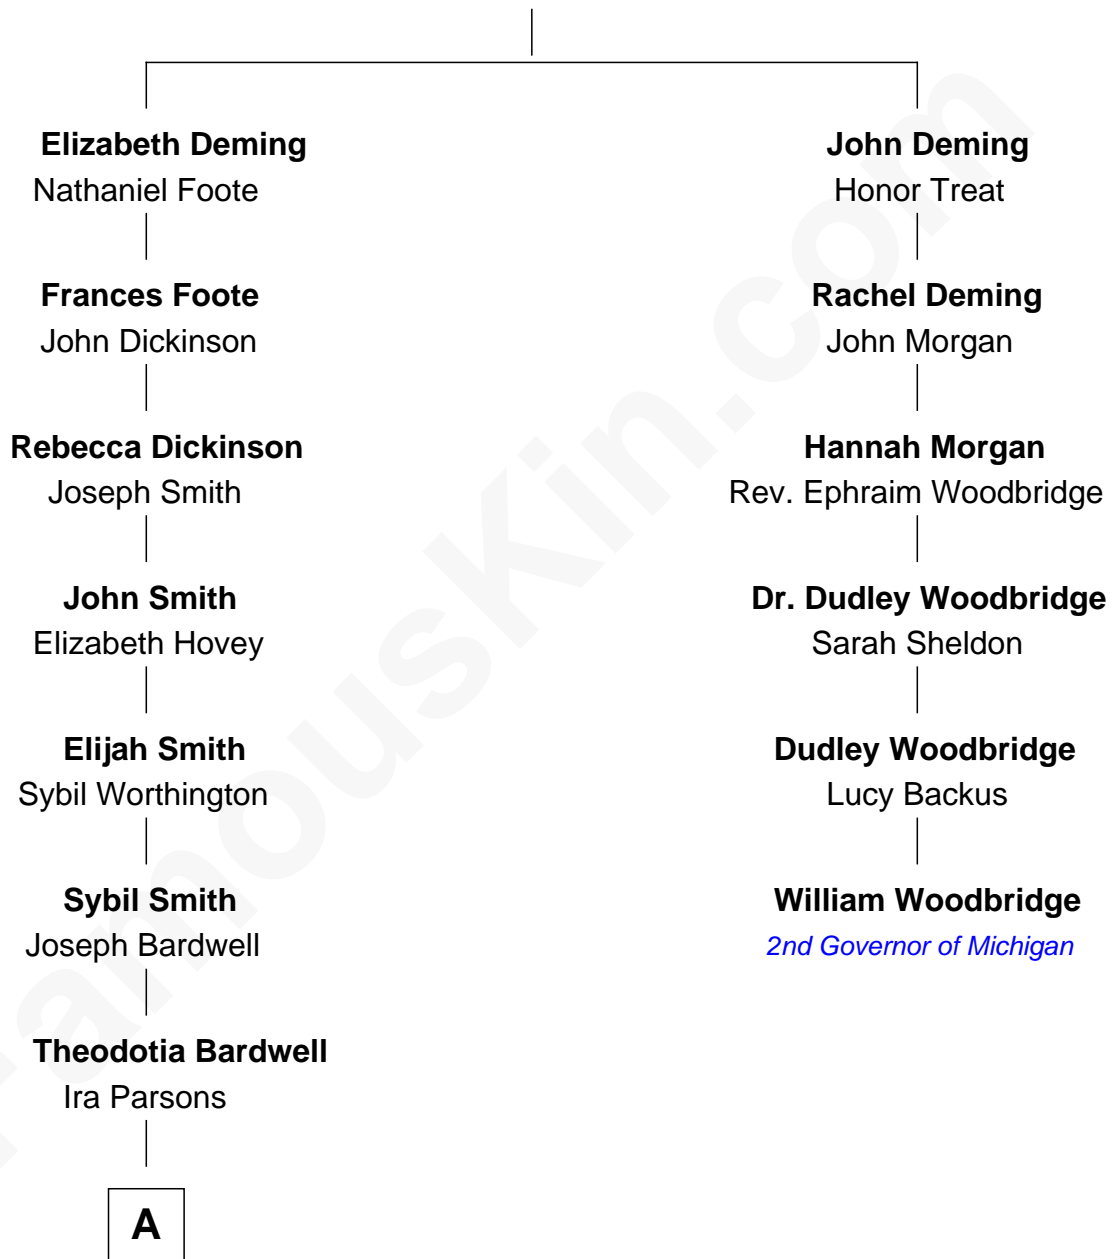 Elizabeth Deming
Nathaniel Foote
Frances Foote
John Dickinson
Rebecca Dickinson
Joseph Smith
John Smith
Elizabeth Hovey
Elijah Smith
Sybil Worthington
Sybil Smith
Joseph Bardwell
Theodotia Bardwell
Ira Parsons
A
John Deming
Honor Treat
Rachel Deming
John Morgan
Hannah Morgan
Rev. Ephraim Woodbridge
Dr. Dudley Woodbridge
Sarah Sheldon
Dudley Woodbridge
Lucy Backus
William Woodbridge
2nd Governor of Michigan
FamousKin.com